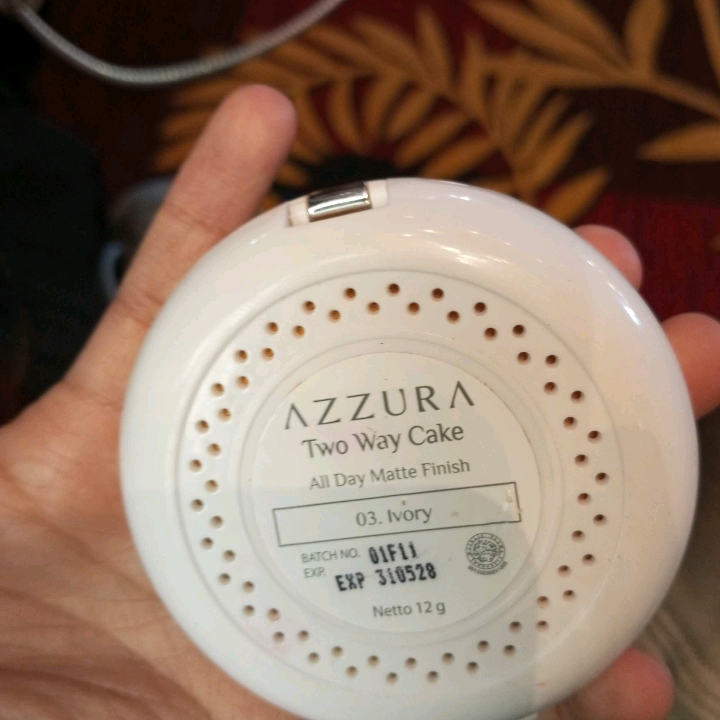 AZZURA
Two Way Cake
All Day Matte Finish
03. Ivory
BATCH NO. 01F11
EXP. EXP 310528
Netto 12 g